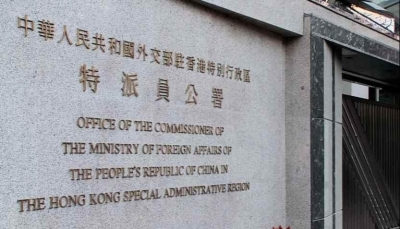 中華人民共和國外交部駐香港特別行政區
特派員公署
OFFICE OF THE COMMISSIONER OF
THE MINISTRY OF FOREIGN AFFAIRS OF
THE PEOPLE'S REPUBLIC OF CHINA IN
THE HONG KONG SPECIAL ADMINISTRATIVE REGION